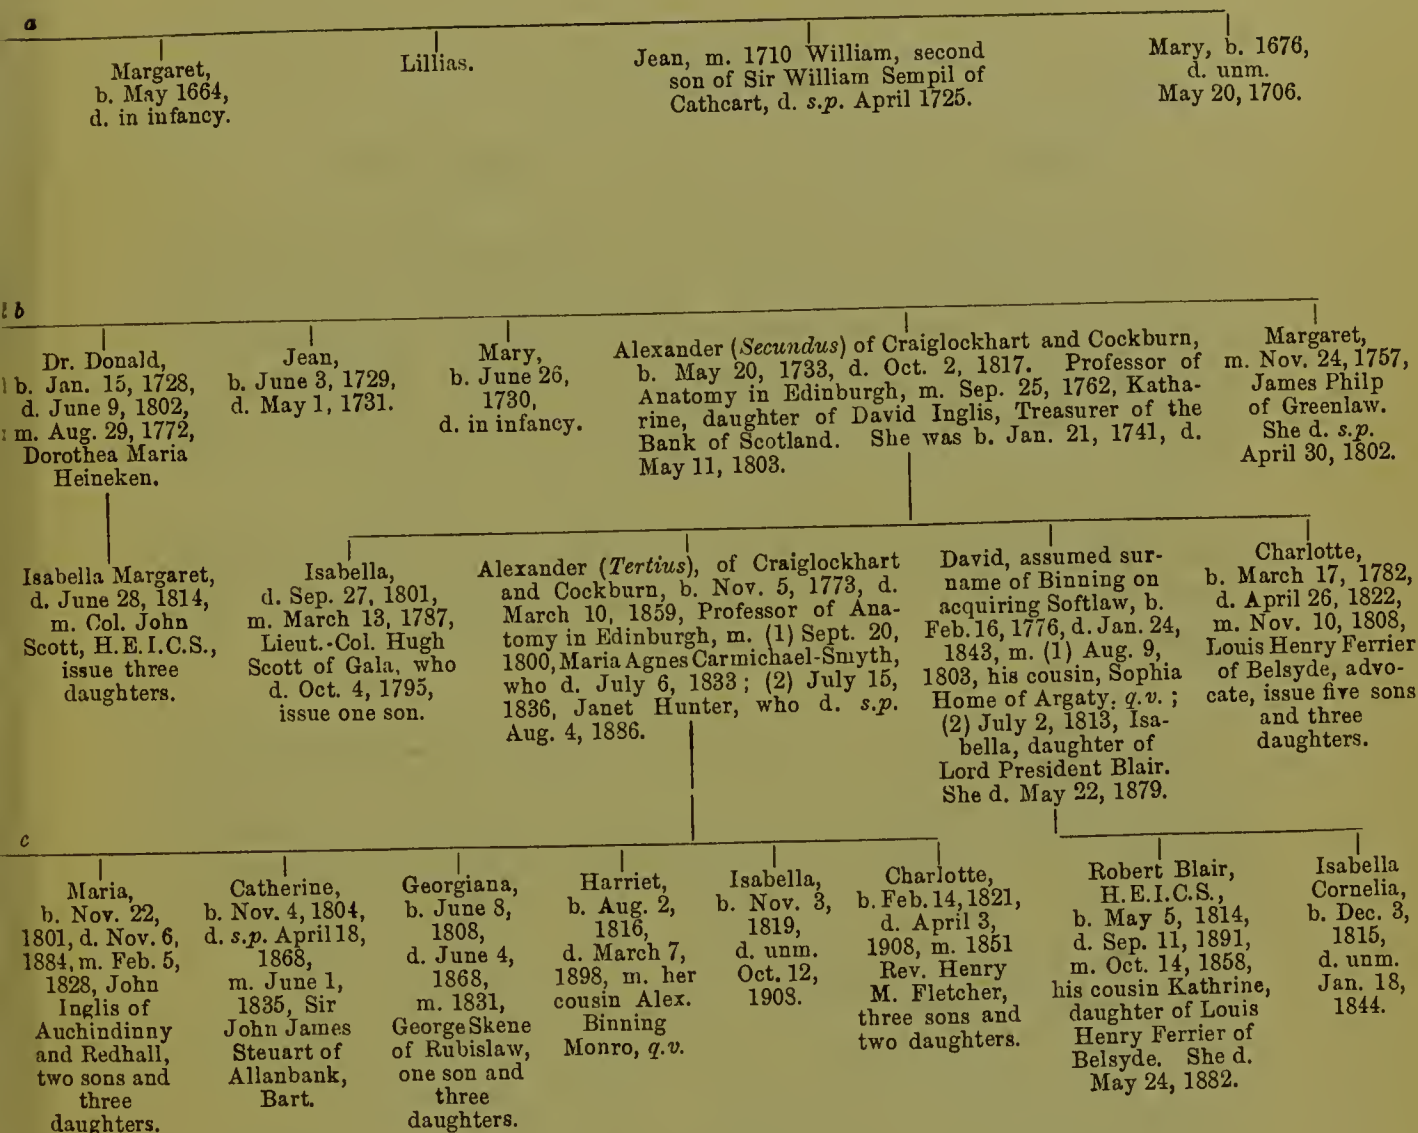 a
Margaret,
b. May 1664,
d. in infancy.
Lillias.
Jean, m. 1710 William, second
son of Sir William Sempil of
Cathcart, d. s.p. April 1725.
Mary, b. 1676,
d. unm.
May 20, 1706.
b
Dr. Donald,
b. Jan. 15, 1728,
d. June 9, 1802,
m. Aug. 29, 1772,
Dorothea Maria
Heineken.
Jean,
b. June 3, 1729,
d. May 1, 1731.
Mary,
b. June 26,
1730,
d. in infancy.
Alexander (Secundus) of Craiglockhart and Cockburn,
b. May 20, 1733, d. Oct. 2, 1817. Professor of
Anatomy in Edinburgh, m. Sep. 25, 1762, Katha-
rine, daughter of David Inglis, Treasurer of the
Bank of Scotland. She was b. Jan. 21, 1741, d.
May 11, 1803.
Margaret,
m. Nov. 24, 1757,
James Philp
of Greenlaw.
She d. s.p.
April 30, 1802.
Isabella Margaret,
d. June 28, 1814,
m. Col. John
Scott, H.E.I.C.S.,
issue three
daughters.
Isabella,
d. Sep. 27, 1801,
m. March 13, 1787,
Lieut.-Col. Hugh
Scott of Gala, who
d. Oct. 4, 1795,
issue one son.
Alexander (Tertius), of Craiglockhart
and Cockburn, b. Nov. 5, 1773, d.
March 10, 1859, Professor of Ana-
tomy in Edinburgh, m. (1) Sept. 20,
1800, Maria Agnes Carmichael-Smyth,
who d. July 6, 1833; (2) July 15,
1836, Janet Hunter, who d. s.p.
Aug. 4, 1886.
David, assumed sur-
name of Binning on
acquiring Softlaw, b.
Feb. 16, 1776, d. Jan. 24,
1843, m. (1) Aug. 9,
1803, his cousin, Sophia
Home of Argaty, q.v.;
(2) July 2, 1813, Isa-
bella, daughter of
Lord President Blair.
She d. May 22, 1879.
Charlotte,
b. March 17, 1782,
d. April 26, 1822,
m. Nov. 10, 1808,
Louis Henry Ferrier
of Belsyde, advo-
cate, issue five sons
and three
daughters.
c
Maria,
b. Nov. 22,
1801, d. Nov. 6,
1884, m. Feb. 5,
1828, John
Inglis of
Auchindinny
and Redhall,
two sons and
three
daughters.
Catherine,
b. Nov. 4, 1804,
d. s.p. April 18,
1868,
m. June 1,
1835, Sir
John James
Steuart of
Allanbank,
Bart.
Georgiana,
b. June 8,
1808,
d. June 4,
1868,
m. 1831,
George Skene
of Rubislaw,
one son and
three
daughters.
Harriet,
b. Aug. 2,
1816,
d. March 7,
1898, m. her
cousin Alex.
Binning
Monro, q.v.
Isabella,
b. Nov. 3,
1819,
d. unm.
Oct. 12,
1908.
Charlotte,
b. Feb. 14, 1821,
d. April 3,
1908, m. 1851
Rev. Henry
M. Fletcher,
three sons and
two daughters.
Robert Blair,
H.E.I.C.S.,
b. May 5, 1814,
d. Sep. 11, 1891,
m. Oct. 14, 1858,
his cousin Kathrine,
daughter of Louis
Henry Ferrier of
Belsyde. She d.
May 24, 1882.
Isabella
Cornelia,
b. Dec. 3,
1815,
d. unm.
Jan. 18,
1844.